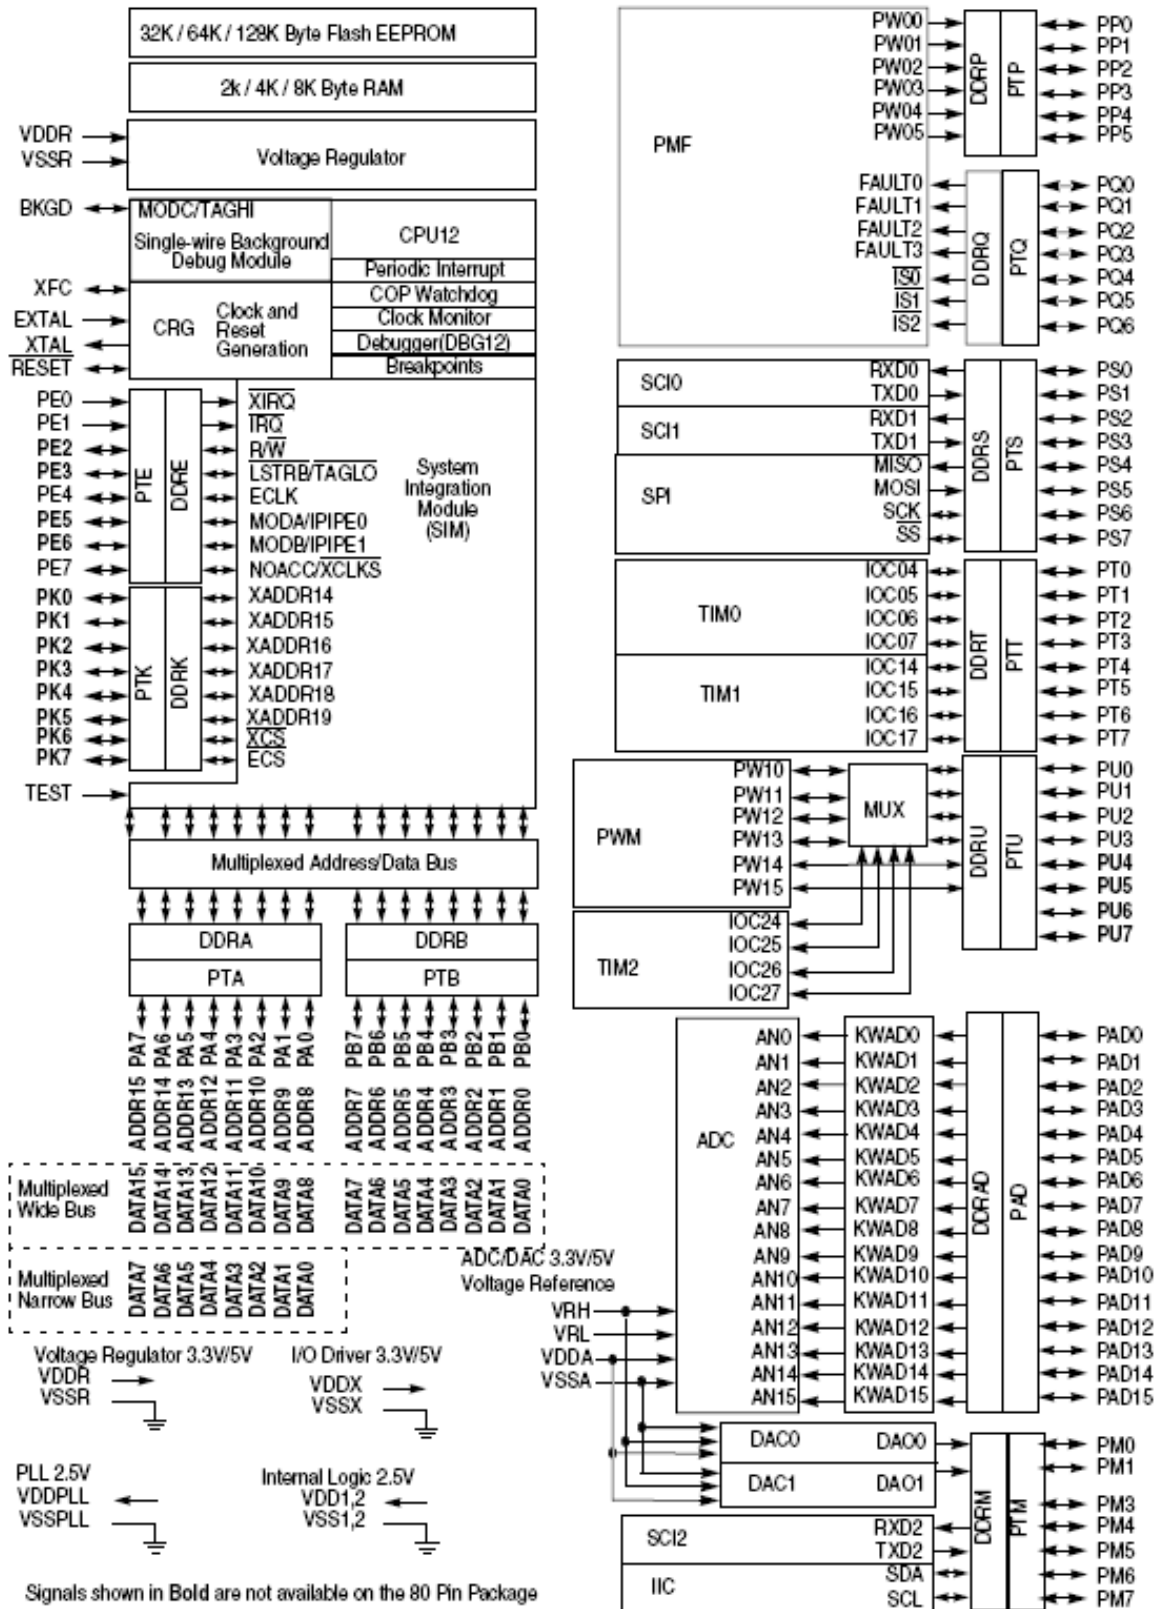 32K / 64K / 128K Byte Flash EEPROM
2k / 4K / 8K Byte RAM
VDDR
VSSR
Voltage Regulator
BKGD
MODC/TAGHI
Single-wire Background
Debug Module
CPU12
Periodic Interrupt
COP Watchdog
Clock Monitor
Debugger(DBG12)
Breakpoints
XFC
EXTAL
XTAL
RESET
CRG
Clock and
Reset
Generation
PE0
PE1
PE2
PE3
PE4
PE5
PE6
PE7
PTE
DDRE
XIRQ
IRQ
R/W
LSTRB/TAGLO
ECLK
MODA/IPIPE0
MODB/IPIPE1
NOACC/XCLKS
System
Integration
Module
(SIM)
PK0
PK1
PK2
PK3
PK4
PK5
PK6
PK7
PTK
DDRK
XADDR14
XADDR15
XADDR16
XADDR17
XADDR18
XADDR19
XCS
ECS
TEST
Multiplexed Address/Data Bus
DDRA
PTA
DDRB
PTB
PA7
PA6
PA5
PA4
PA3
PA2
PA1
PA0
PB7
PB6
PB5
PB4
PB3
PB2
PB1
PB0
ADDR15
ADDR14
ADDR13
ADDR12
ADDR11
ADDR10
ADDR9
ADDR8
ADDR7
ADDR6
ADDR5
ADDR4
ADDR3
ADDR2
ADDR1
ADDR0
Multiplexed
Wide Bus
DATA15
DATA14
DATA13
DATA12
DATA11
DATA10
DATA9
DATA8
DATA7
DATA6
DATA5
DATA4
DATA3
DATA2
DATA1
DATA0
Multiplexed
Narrow Bus
DATA7
DATA6
DATA5
DATA4
DATA3
DATA2
DATA1
DATA0
Voltage Regulator 3.3V/5V
VDDR
VSSR
I/O Driver 3.3V/5V
VDDX
VSSX
PLL 2.5V
VDDPLL
VSSPLL
Internal Logic 2.5V
VDD1,2
VSS1,2
Signals shown in Bold are not available on the 80 Pin Package
PMF
PW00
PW01
PW02
PW03
PW04
PW05
DDRP
PTP
PP0
PP1
PP2
PP3
PP4
PP5
FAULT0
FAULT1
FAULT2
FAULT3
IS0
IS1
IS2
DDRQ
PTQ
PQ0
PQ1
PQ2
PQ3
PQ4
PQ5
PQ6
SCI0
RXD0
TXD0
SCI1
RXD1
TXD1
SPI
MISO
MOSI
SCK
SS
DDRS
PTS
PS0
PS1
PS2
PS3
PS4
PS5
PS6
PS7
TIM0
IOC04
IOC05
IOC06
IOC07
TIM1
IOC14
IOC15
IOC16
IOC17
DDRT
PTT
PT0
PT1
PT2
PT3
PT4
PT5
PT6
PT7
PWM
PW10
PW11
PW12
PW13
PW14
PW15
MUX
TIM2
IOC24
IOC25
IOC26
IOC27
DDRU
PTU
PU0
PU1
PU2
PU3
PU4
PU5
PU6
PU7
ADC
AN0
AN1
AN2
AN3
AN4
AN5
AN6
AN7
AN8
AN9
AN10
AN11
AN12
AN13
AN14
AN15
KWAD0
KWAD1
KWAD2
KWAD3
KWAD4
KWAD5
KWAD6
KWAD7
KWAD8
KWAD9
KWAD10
KWAD11
KWAD12
KWAD13
KWAD14
KWAD15
DDRAD
PAD
PAD0
PAD1
PAD2
PAD3
PAD4
PAD5
PAD6
PAD7
PAD8
PAD9
PAD10
PAD11
PAD12
PAD13
PAD14
PAD15
ADC/DAC 3.3V/5V
Voltage Reference
VRH
VRL
VDDA
VSSA
DAC0
DAO0
DAC1
DAO1
SCI2
RXD2
TXD2
IIC
SDA
SCL
DDRM
PTM
PM0
PM1
PM3
PM4
PM5
PM6
PM7